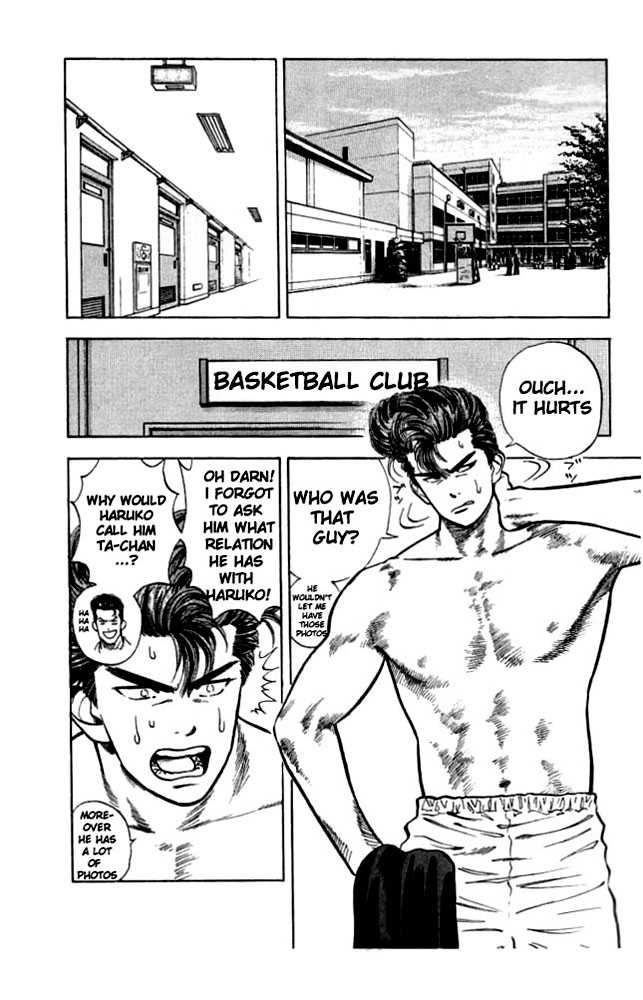 BASKETBALL CLUB
OUCH...
IT HURTS
WHO WAS
THAT
GUY?
HE
WOULDN'T
LET ME
HAVE
THOSE
PHOTOS
OH DARN!
I FORGOT
TO ASK
HIM WHAT
RELATION
HE HAS
WITH
HARUKO!
WHY WOULD
HARUKO
CALL HIM
TA-CHAN
...?
HA
HA
HA
MORE-
OVER HE HAS
A LOT
OF
PHOTOS